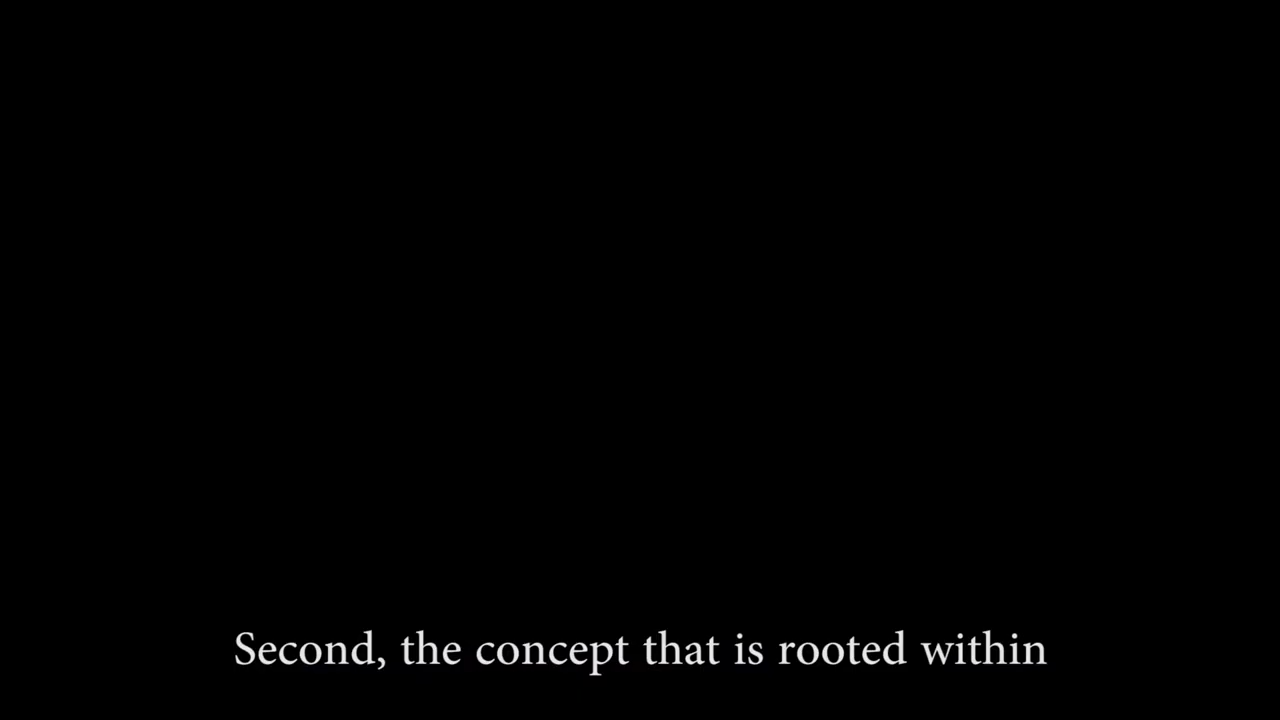 Second, the concept that is rooted within